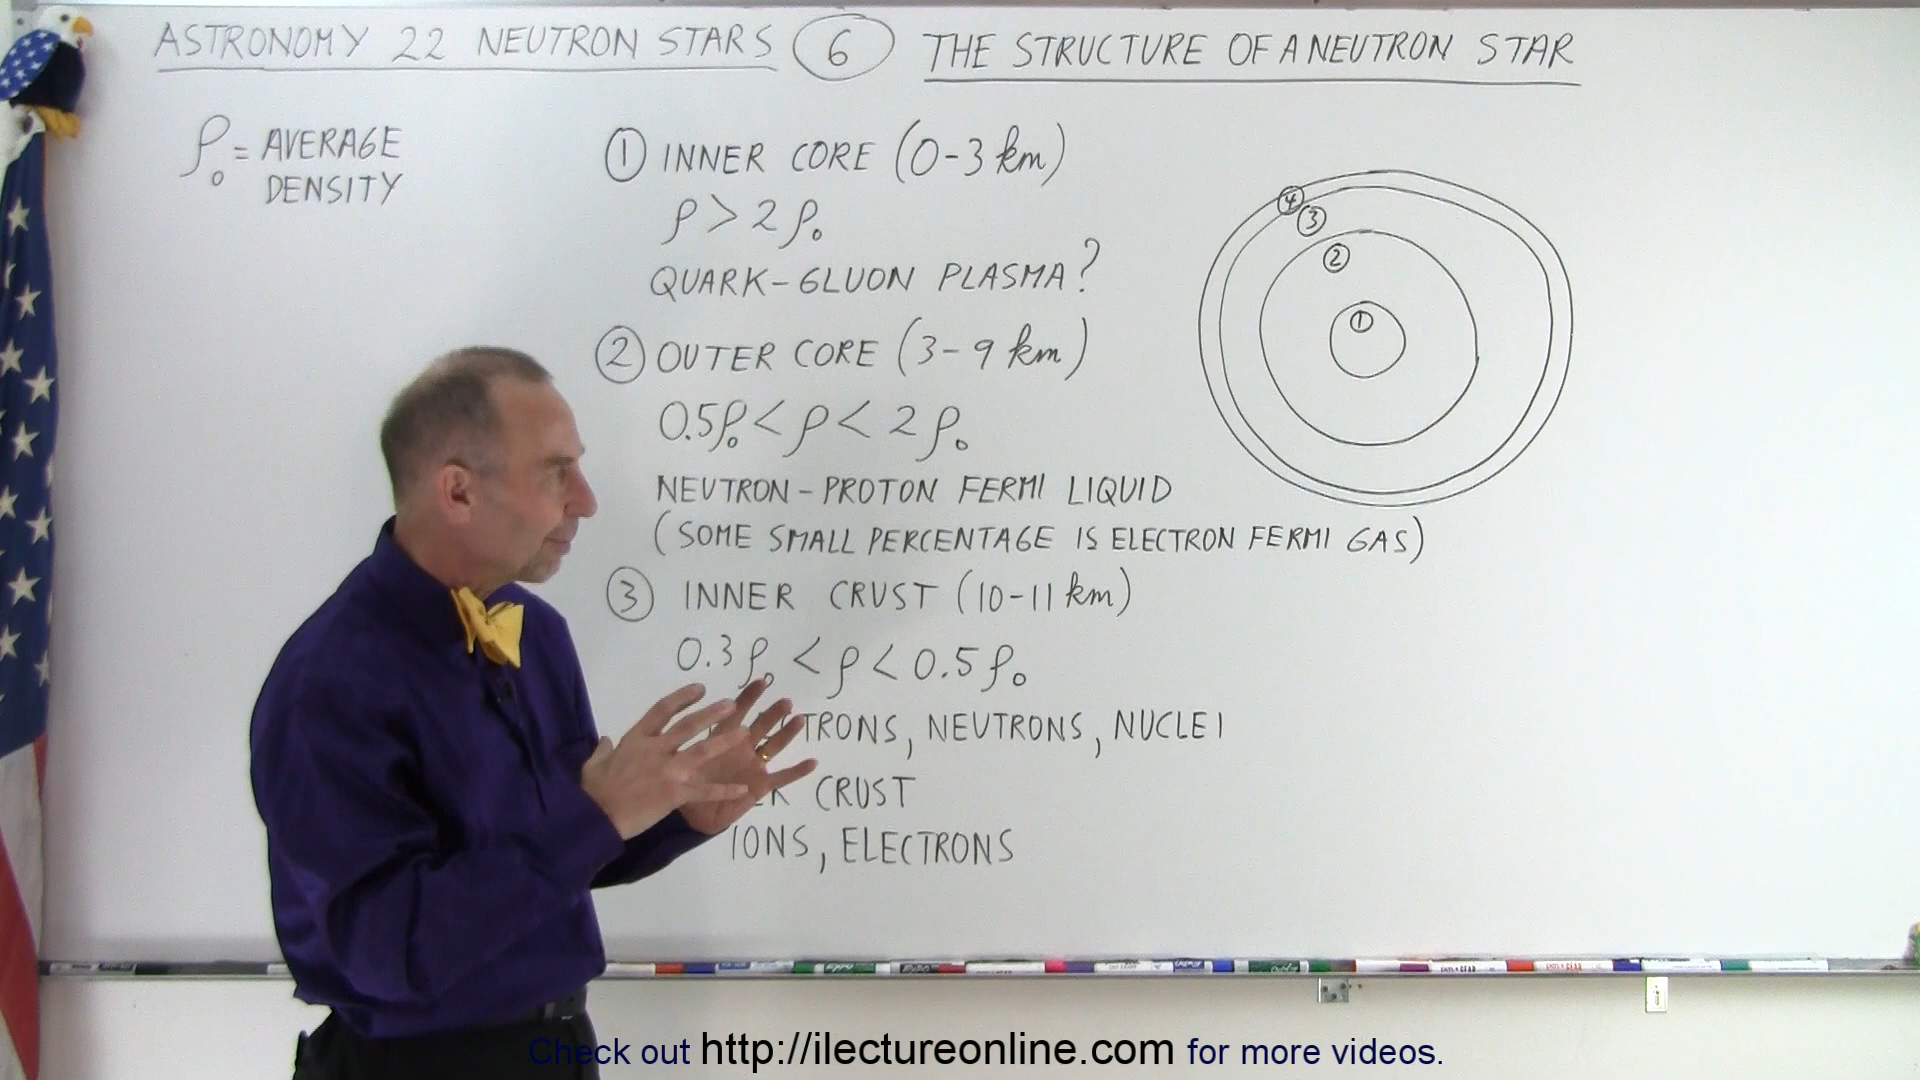 ASTRONOMY 22 NEUTRON STARS 6 THE STRUCTURE OF A NEUTRON STAR
ρ₀ = AVERAGE
DENSITY
① INNER CORE (0-3 km)
ρ > 2ρ₀
QUARK-GLUON PLASMA?
② OUTER CORE (3-9 km)
0.5ρ₀ < ρ < 2ρ₀
NEUTRON-PROTON FERMI LIQUID
(SOME SMALL PERCENTAGE IS ELECTRON FERMI GAS)
③ INNER CRUST (10-11 km)
0.3ρ₀ < ρ < 0.5ρ₀
TRONS, NEUTRONS, NUCLEI
CRUST
IONS, ELECTRONS
④
③
②
①
Check out http://ilectureonline.com for more videos.